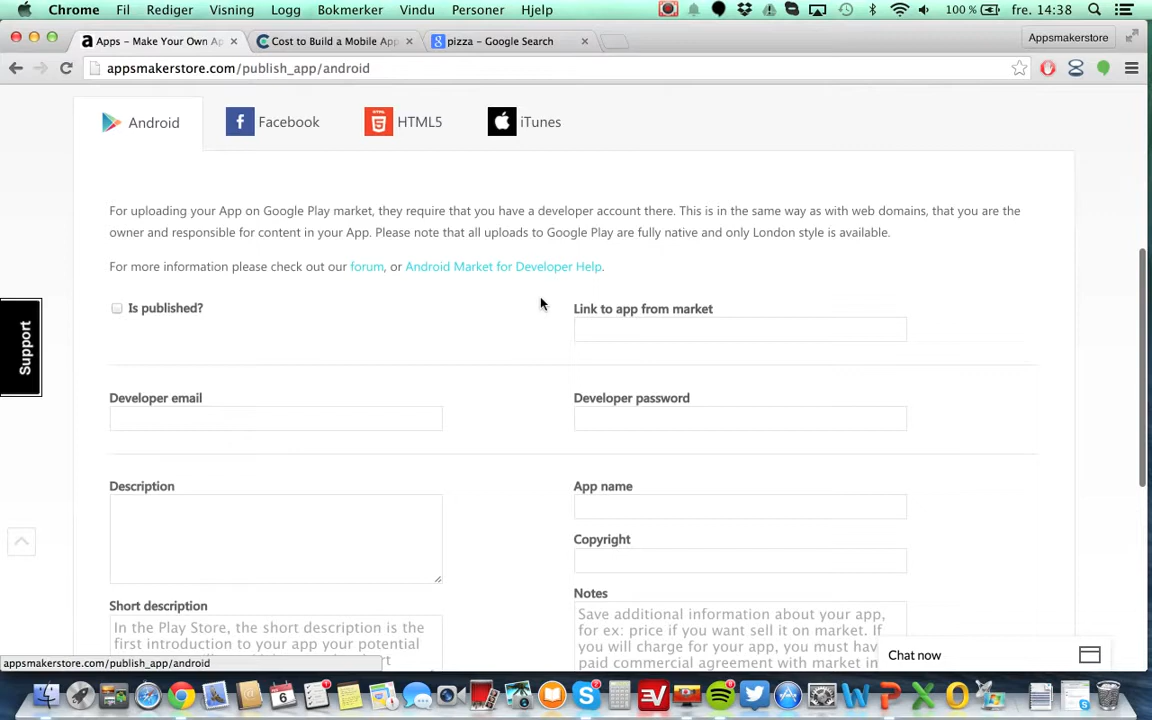 Chrome Fil Rediger Visning Logg Bokmerker Vindu Personer Hjelp 100 % fre. 14:38
Apps – Make Your Own Ap Cost to Build a Mobile App pizza – Google Search Appsmakerstore
appsmakerstore.com/publish_app/android
Android Facebook HTML5 iTunes
For uploading your App on Google Play market, they require that you have a developer account there. This is in the same way as with web domains, that you are the
owner and responsible for content in your App. Please note that all uploads to Google Play are fully native and only London style is available.
For more information please check out our forum, or Android Market for Developer Help.
Is published? Link to app from market
Support
Developer email Developer password
Description App name
Copyright
Short description Notes
In the Play Store, the short description is the
first introduction to your app your potential
Save additional information about your app,
for ex: price if you want sell it on market. If
you will charge for your app, you must have
paid commercial agreement with market in
Chat now
appsmakerstore.com/publish_app/android